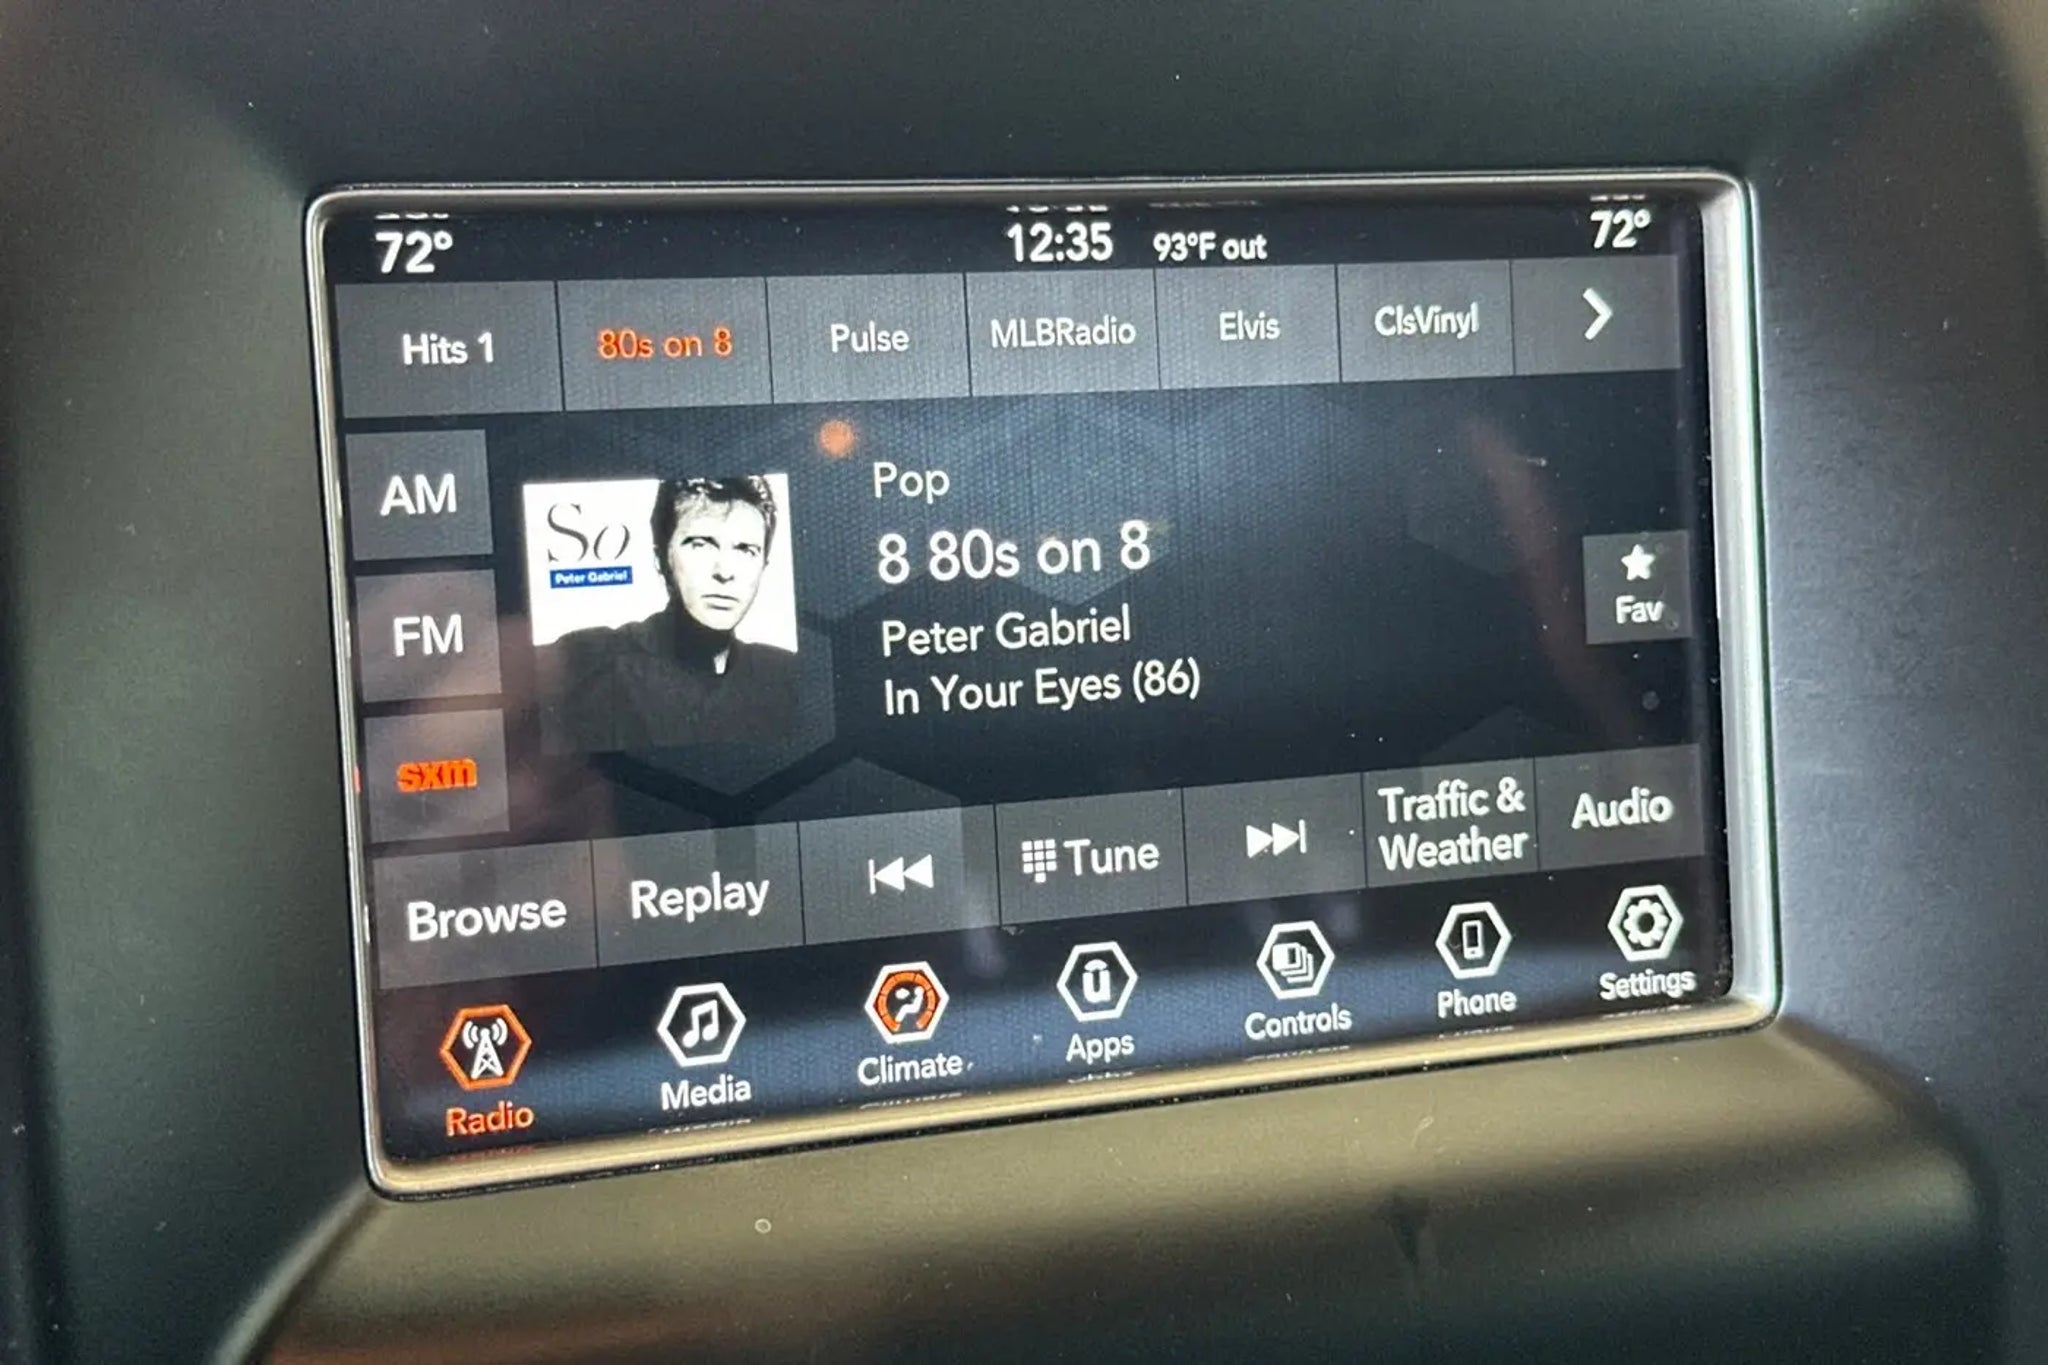 72° 12:35 93°F out 72°
Hits 1 80s on 8 Pulse MLBRadio Elvis ClsVinyl
AM
FM
sxm
So
Peter Gabriel
Pop
8 80s on 8
Peter Gabriel
In Your Eyes (86)
Fav
Browse Replay Tune Traffic & Weather Audio
Radio Media Climate Apps Controls Phone Settings